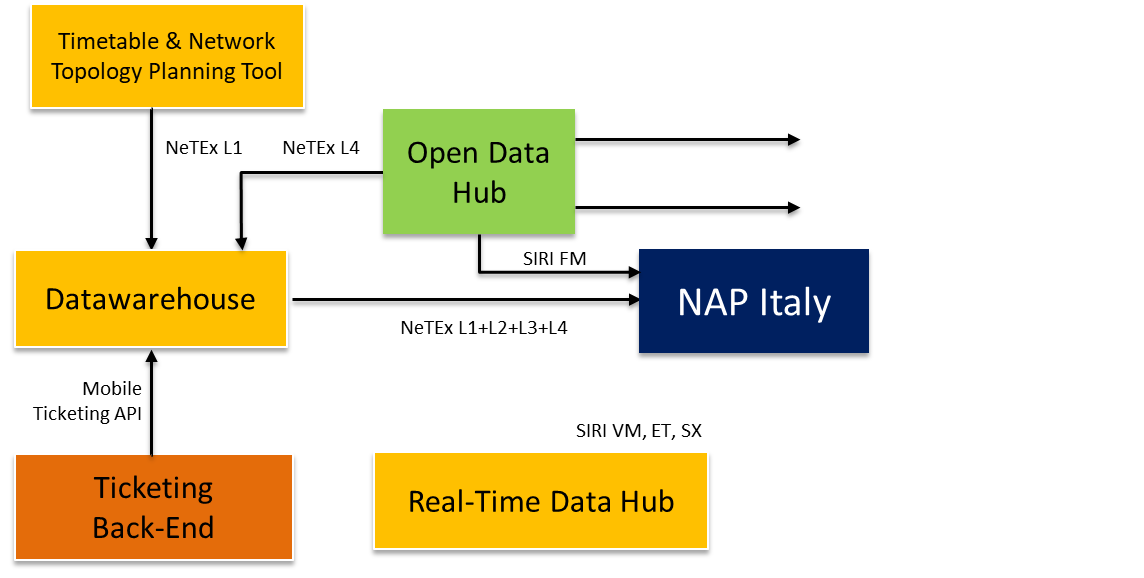 Timetable & Network
Topology Planning Tool
NeTEx L1
NeTEx L4
Open Data
Hub
SIRI FM
Datawarehouse
NAP Italy
NeTEx L1+L2+L3+L4
Mobile
Ticketing API
SIRI VM, ET, SX
Ticketing
Back-End
Real-Time Data Hub